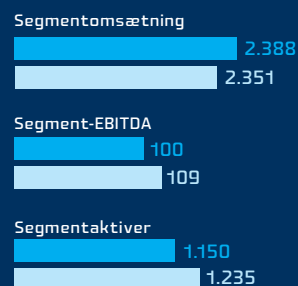 Segmentomsætning
2.388
2.351
Segment-EBITDA
100
109
Segmentaktiver
1.150
1.235